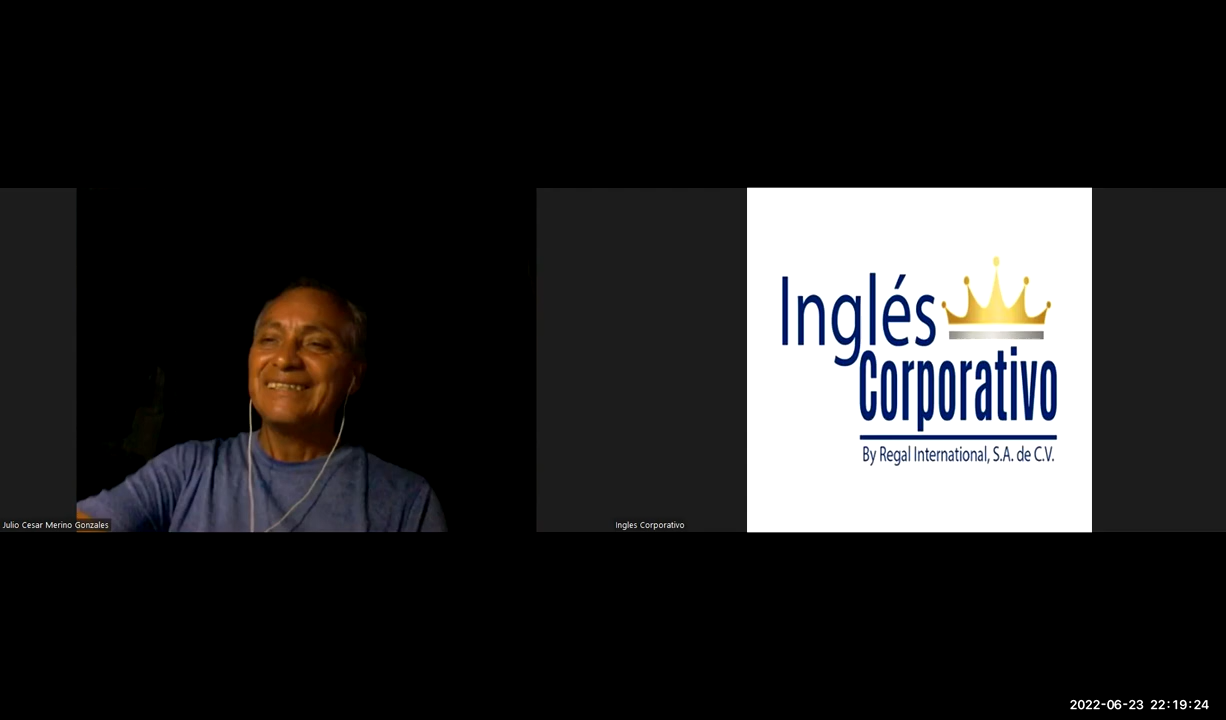 Inglés
Corporativo
By Regal International, S.A. de C.V.
Julio Cesar Merino Gonzales
Ingles Corporativo
2022-06-23 22:19:24